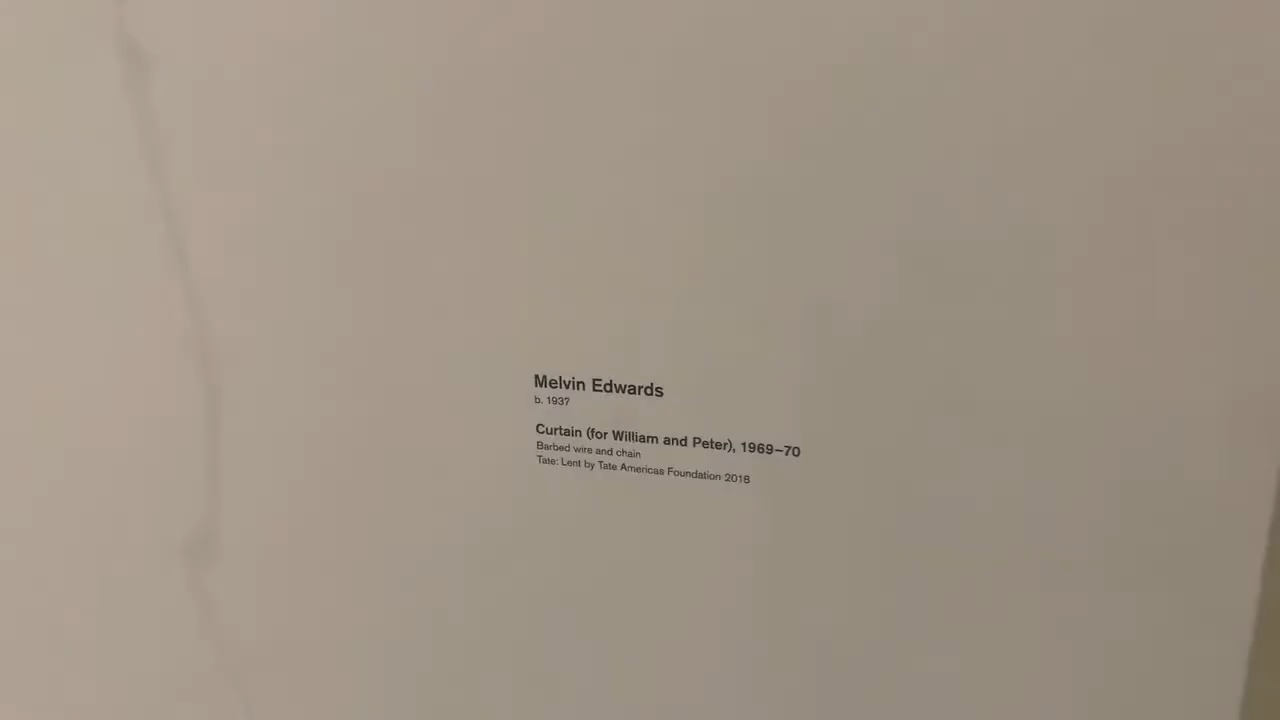 Melvin Edwards
b. 1937
Curtain (for William and Peter), 1969–70
Barbed wire and chain
Tate: Lent by Tate Americas Foundation 2018